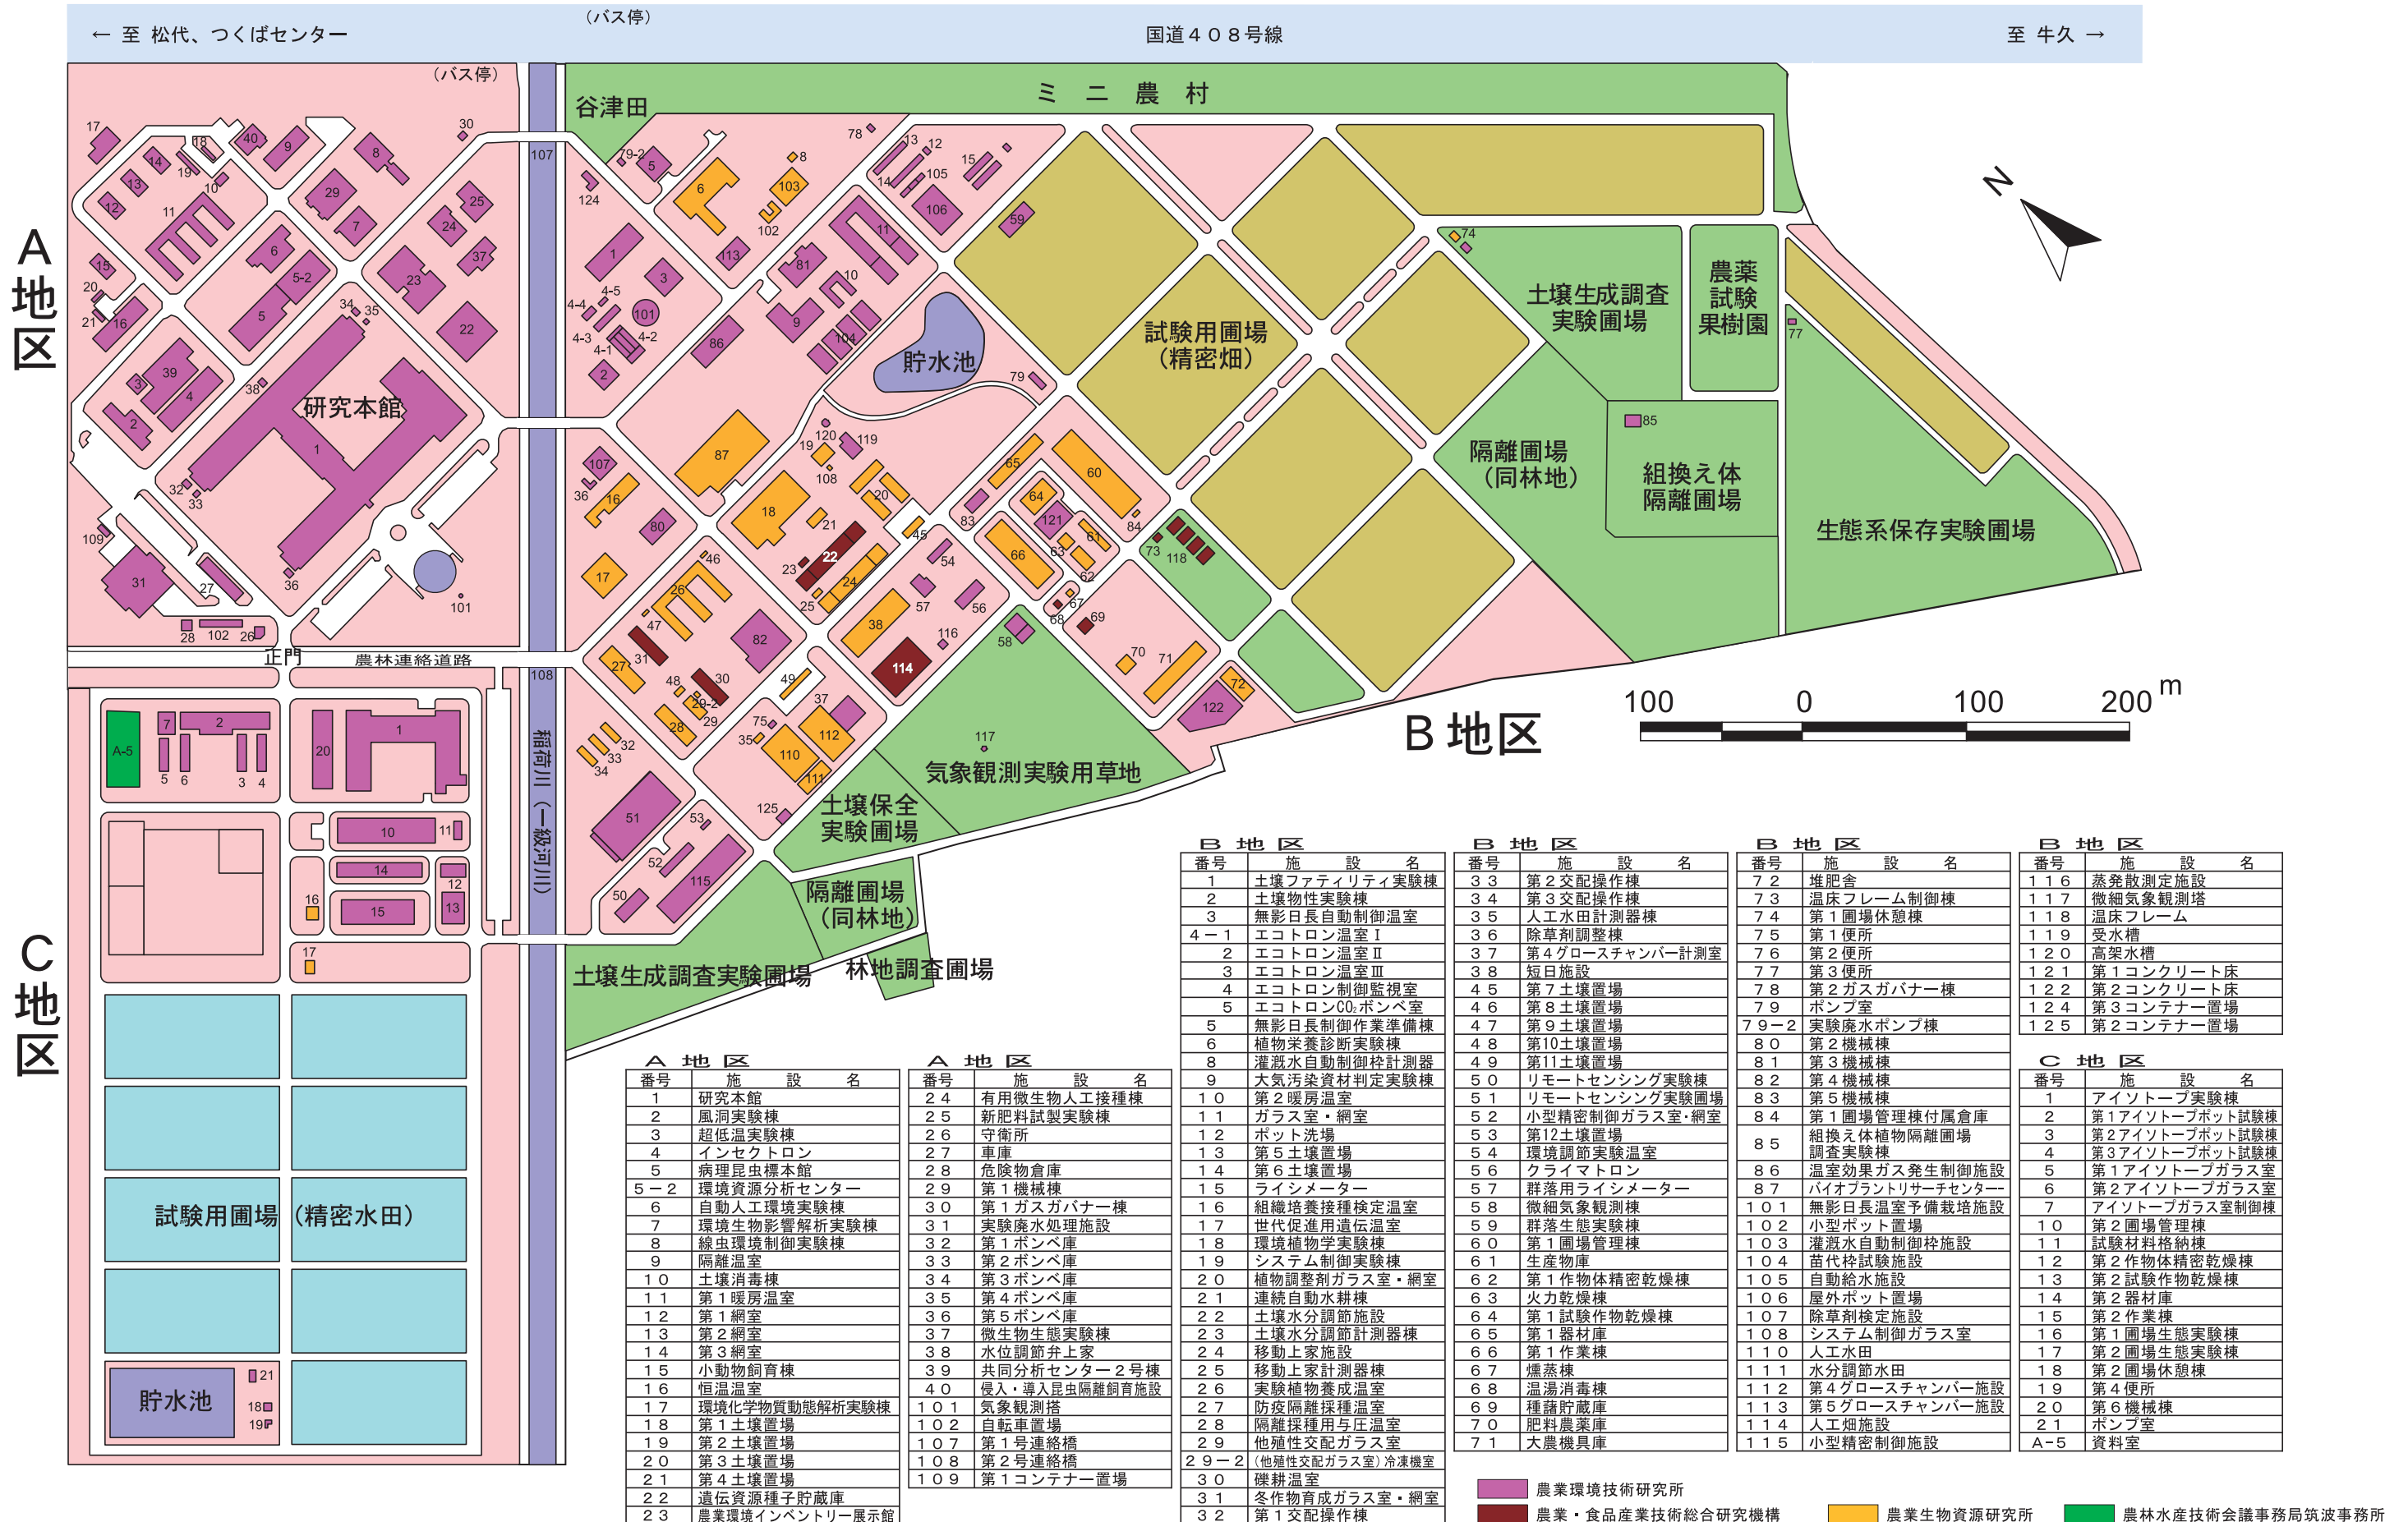 (バス停)
← 至 松代、つくばセンター
国道408号線
至 牛久 →
(バス停)
谷津田
ミニ農村
N
A地区
研究本館
貯水池
試験用圃場
(精密畑)
土壌生成調査
実験圃場
農薬
試験
果樹園
隔離圃場
(同林地)
組換え体
隔離圃場
生態系保存実験圃場
正門
農林連絡道路
稲荷川(一級河川)
B地区
100 0 100 200 m
気象観測実験用草地
土壌保全
実験圃場
隔離圃場
(同林地)
林地調査圃場
土壌生成調査実験圃場
C地区
試験用圃場 (精密水田)
貯水池
A地区
番号 施設名
1 研究本館
2 風洞実験棟
3 超低温実験棟
4 インセクトロン
5 病理昆虫標本館
5-2 環境資源分析センター
6 自動人工環境実験棟
7 環境生物影響解析実験棟
8 線虫環境制御実験棟
9 隔離温室
10 土壌消毒棟
11 第1暖房温室
12 第1網室
13 第2網室
14 第3網室
15 小動物飼育棟
16 恒温温室
17 環境化学物質動態解析実験棟
18 第1土壌置場
19 第2土壌置場
20 第3土壌置場
21 第4土壌置場
22 遺伝資源種子貯蔵庫
23 農業環境インベントリー展示館
A地区
番号 施設名
24 有用微生物人工接種棟
25 新肥料試製実験棟
26 守衛所
27 車庫
28 危険物倉庫
29 第1機械棟
30 第1ガスガバナー棟
31 実験廃水処理施設
32 第1ボンベ庫
33 第2ボンベ庫
34 第3ボンベ庫
35 第4ボンベ庫
36 第5ボンベ庫
37 微生物生態実験棟
38 水位調節弁上家
39 共同分析センター2号棟
40 侵入・導入昆虫隔離飼育施設
101 気象観測塔
102 自転車置場
107 第1号連絡橋
108 第2号連絡橋
109 第1コンテナー置場
B地区
番号 施設名
1 土壌ファティリティ実験棟
2 土壌物性実験棟
3 無影日長自動制御温室
4-1 エコトロン温室Ⅰ
2 エコトロン温室Ⅱ
3 エコトロン温室Ⅲ
4 エコトロン制御監視室
5 エコトロンCO₂ボンベ室
5 無影日長制御作業準備棟
6 植物栄養診断実験棟
8 灌漑水自動制御枠計測器
9 大気汚染資材判定実験棟
10 第2暖房温室
11 ガラス室・網室
12 ポット洗場
13 第5土壌置場
14 第6土壌置場
15 ライシメーター
16 組織培養接種検定温室
17 世代促進用遺伝温室
18 環境植物学実験棟
19 システム制御実験棟
20 植物調整剤ガラス室・網室
21 連続自動水耕棟
22 土壌水分調節施設
23 土壌水分調節計測器棟
24 移動上家施設
25 移動上家計測器棟
26 実験植物養成温室
27 防疫隔離採種温室
28 隔離採種用与圧温室
29 他殖性交配ガラス室
29-2 (他殖性交配ガラス室)冷凍機室
30 礫耕温室
31 冬作物育成ガラス室・網室
32 第1交配操作棟
B地区
番号 施設名
33 第2交配操作棟
34 第3交配操作棟
35 人工水田計測器棟
36 除草剤調整棟
37 第4グロースチャンバー計測室
38 短日施設
45 第7土壌置場
46 第8土壌置場
47 第9土壌置場
48 第10土壌置場
49 第11土壌置場
50 リモートセンシング実験棟
51 リモートセンシング実験圃場
52 小型精密制御ガラス室・網室
53 第12土壌置場
54 環境調節実験温室
56 クライマトロン
57 群落用ライシメーター
58 微細気象観測棟
59 群落生態実験棟
60 第1圃場管理棟
61 生産物庫
62 第1作物体精密乾燥棟
63 火力乾燥棟
64 第1試験作物乾燥棟
65 第1器材庫
66 第1作業棟
67 燻蒸棟
68 温湯消毒棟
69 種藷貯蔵庫
70 肥料農薬庫
71 大農機具庫
B地区
番号 施設名
72 堆肥舎
73 温床フレーム制御棟
74 第1圃場休憩棟
75 第1便所
76 第2便所
77 第3便所
78 第2ガスガバナー棟
79 ポンプ室
79-2 実験廃水ポンプ棟
80 第2機械棟
81 第3機械棟
82 第4機械棟
83 第5機械棟
84 第1圃場管理棟付属倉庫
85 組換え体植物隔離圃場
調査実験棟
86 温室効果ガス発生制御施設
87 バイオプラントリサーチセンター
101 無影日長温室予備栽培施設
102 小型ポット置場
103 灌漑水自動制御枠施設
104 苗代枠試験施設
105 自動給水施設
106 屋外ポット置場
107 除草剤検定施設
108 システム制御ガラス室
110 人工水田
111 水分調節水田
112 第4グロースチャンバー施設
113 第5グロースチャンバー施設
114 人工畑施設
115 小型精密制御施設
B地区
番号 施設名
116 蒸発散測定施設
117 微細気象観測塔
118 温床フレーム
119 受水槽
120 高架水槽
121 第1コンクリート床
122 第2コンクリート床
124 第3コンテナー置場
125 第2コンテナー置場
C地区
番号 施設名
1 アイソトープ実験棟
2 第1アイソトープポット試験棟
3 第2アイソトープポット試験棟
4 第3アイソトープポット試験棟
5 第1アイソトープガラス室
6 第2アイソトープガラス室
7 アイソトープガラス室制御棟
10 第2圃場管理棟
11 試験材料格納棟
12 第2作物体精密乾燥棟
13 第2試験作物乾燥棟
14 第2器材庫
15 第2作業棟
16 第1圃場生態実験棟
17 第2圃場生態実験棟
18 第2圃場休憩棟
19 第4便所
20 第6機械棟
21 ポンプ室
A-5 資料室
農業環境技術研究所
農業・食品産業技術総合研究機構
農業生物資源研究所
農林水産技術会議事務局筑波事務所